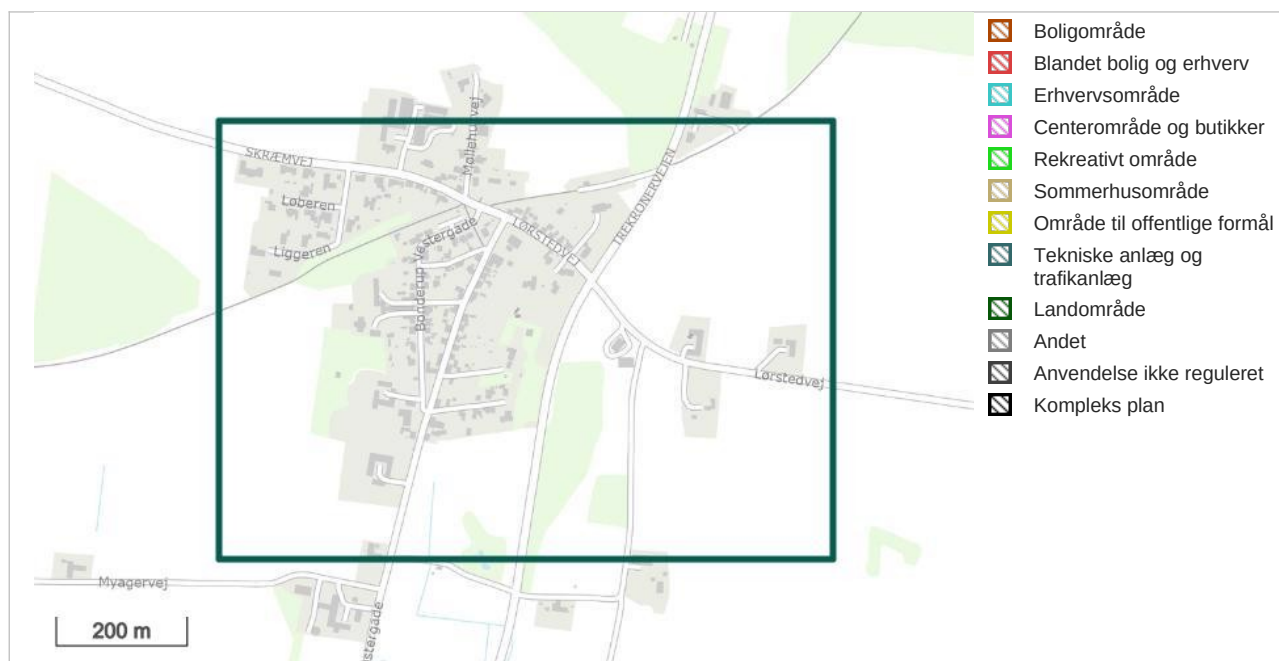 SKRÆMVEJ
Møllehusvej
TREKRONERVEJEN
Løberen
Liggeren
Bonderup Vestergade
LØRSTEDVEJ
Lørstedvej
Myagervej
200 m
Boligområde
Blandet bolig og erhverv
Erhvervsområde
Centerområde og butikker
Rekreativt område
Sommerhusområde
Område til offentlige formål
Tekniske anlæg og
trafikanlæg
Landområde
Andet
Anvendelse ikke reguleret
Kompleks plan